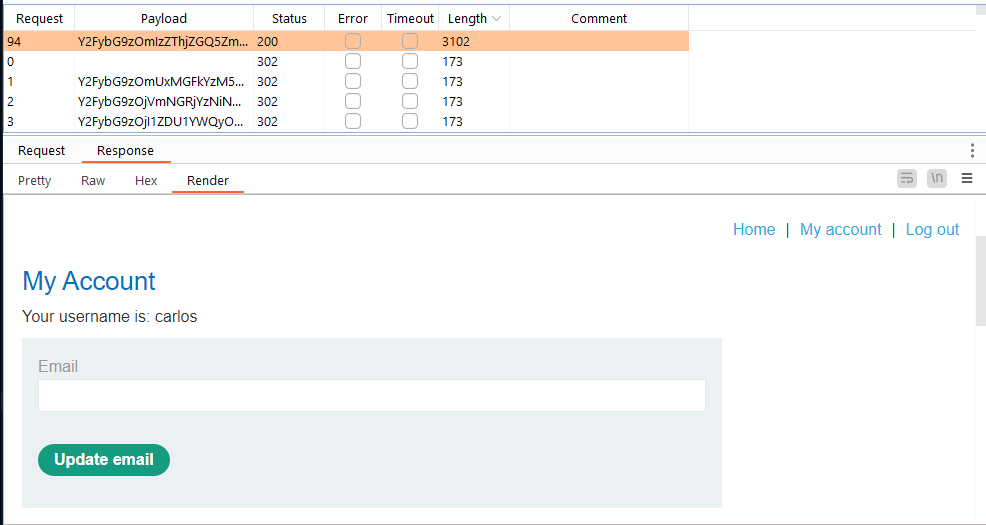 Request Payload Status Error Timeout Length Comment
94 Y2FybG9zOmIzZThjZGQ5Zm... 200 3102
0 302 173
1 Y2FybG9zOmUxMGFkYzM5... 302 173
2 Y2FybG9zOjVmNGRjYzNiN... 302 173
3 Y2FybG9zOjI1ZDU1YWQyO... 302 173
Request Response
Pretty Raw Hex Render \n
Home | My account | Log out
My Account
Your username is: carlos
Email
Update email